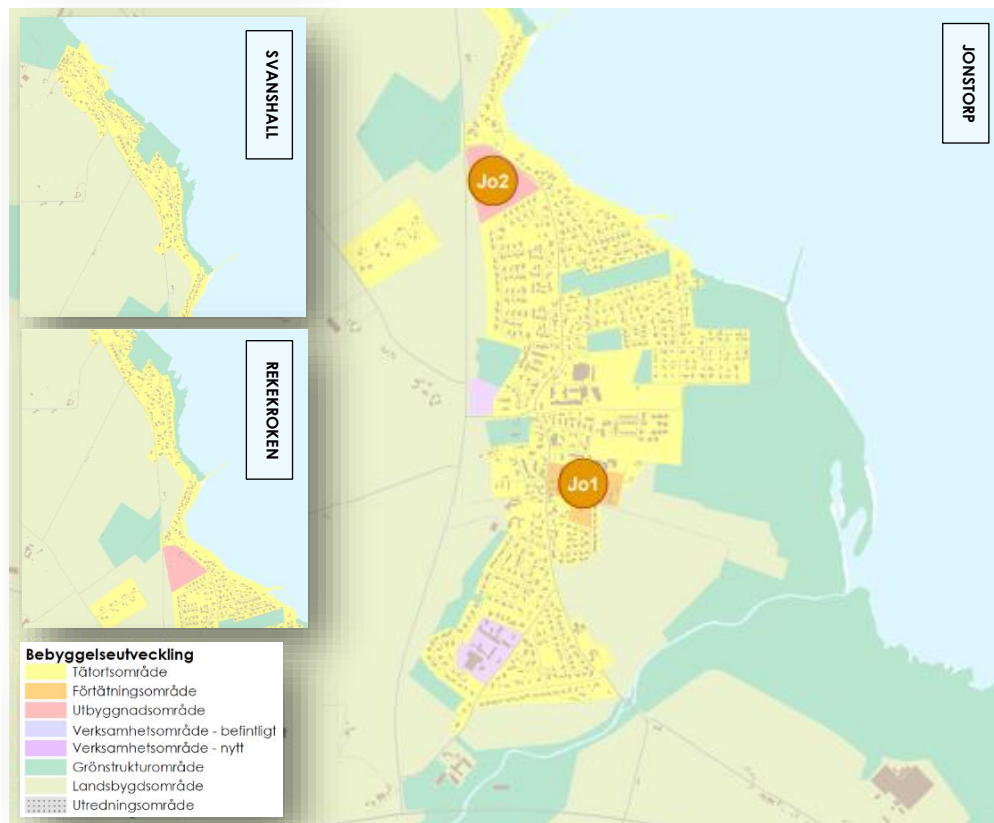 SVANSHALL
JONSTORP
Jo2
REKEKROKEN
Jo1
Bebyggelseutveckling
Tätortsområde
Förtätningsområde
Utbyggnadsområde
Verksamhetsområde - befintligt
Verksamhetsområde - nytt
Grönstrukturområde
Landsbygdsområde
Utredningsområde